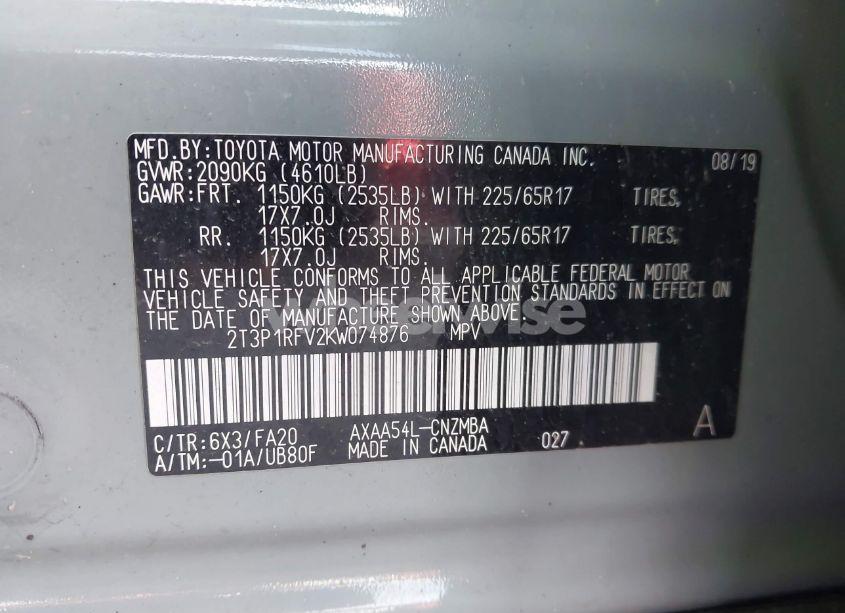 MFD.BY:TOYOTA MOTOR MANUFACTURING CANADA INC. 08/19
GVWR:2090KG (4610LB)
GAWR:FRT. 1150KG (2535LB) WITH 225/65R17 TIRES,
17X7.0J RIMS.
RR. 1150KG (2535LB) WITH 225/65R17 TIRES,
17X7.0J RIMS.
THIS VEHICLE CONFORMS TO ALL APPLICABLE FEDERAL MOTOR
VEHICLE SAFETY AND THEFT PREVENTION STANDARDS IN EFFECT ON
THE DATE OF MANUFACTURE SHOWN ABOVE.
2T3P1RFV2KW074876 MPV
C/TR:6X3/FA20 AXAA54L-CNZMBA
A/TM:-01A/UB80F MADE IN CANADA 027 A